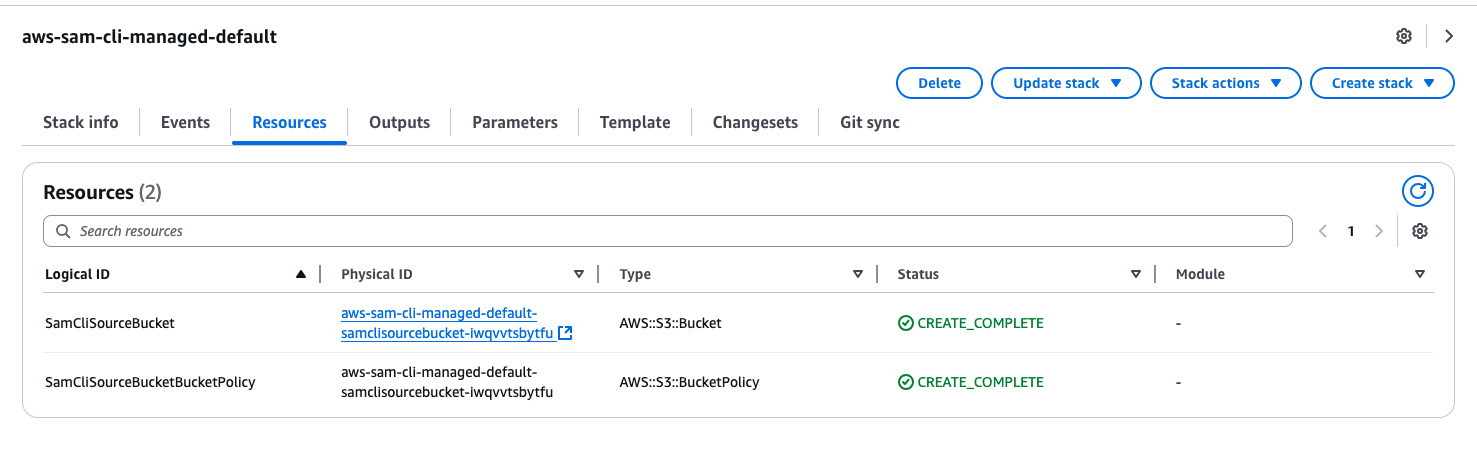 aws-sam-cli-managed-default
Delete
Update stack
Stack actions
Create stack
Stack info
Events
Resources
Outputs
Parameters
Template
Changesets
Git sync
Resources (2)
Search resources
1
Logical ID
Physical ID
Type
Status
Module
SamCliSourceBucket
aws-sam-cli-managed-default-
samclisourcebucket-iwqvvtsbytfu
AWS::S3::Bucket
CREATE_COMPLETE
-
SamCliSourceBucketBucketPolicy
aws-sam-cli-managed-default-
samclisourcebucket-iwqvvtsbytfu
AWS::S3::BucketPolicy
CREATE_COMPLETE
-